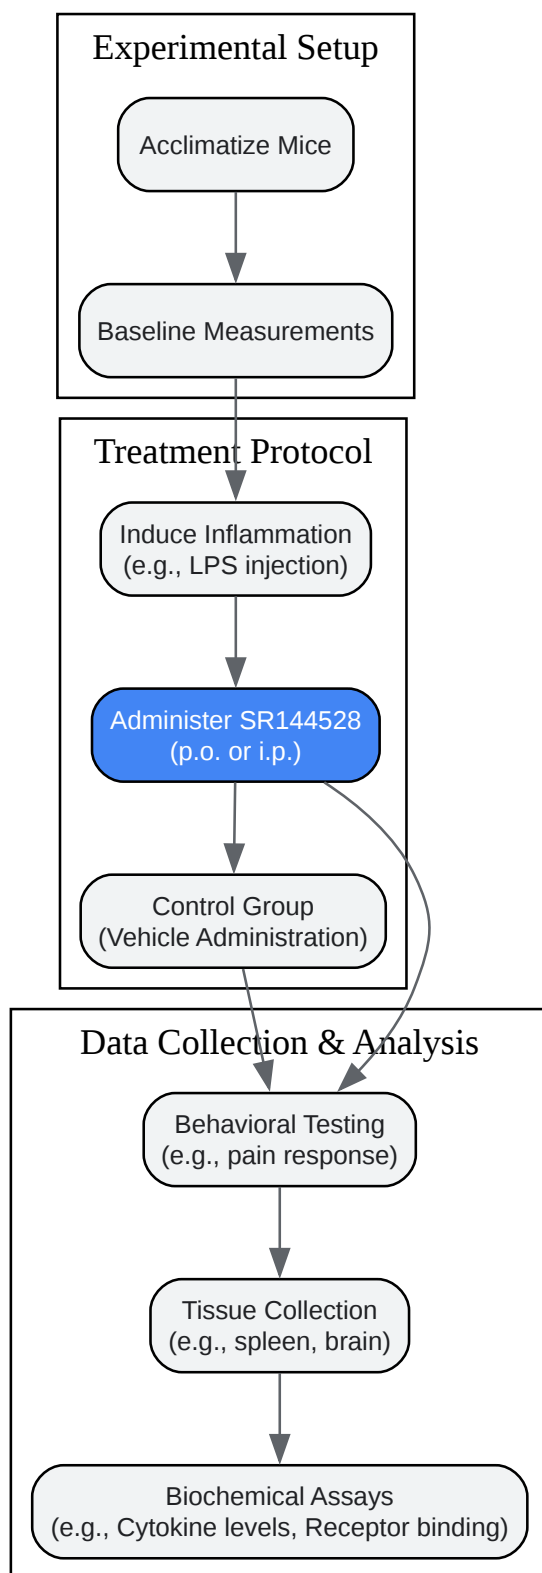 Experimental Setup
Acclimatize Mice
Baseline Measurements
Treatment Protocol
Induce Inflammation
(e.g., LPS injection)
Administer SR144528
(p.o. or i.p.)
Control Group
(Vehicle Administration)
Data Collection & Analysis
Behavioral Testing
(e.g., pain response)
Tissue Collection
(e.g., spleen, brain)
Biochemical Assays
(e.g., Cytokine levels, Receptor binding)